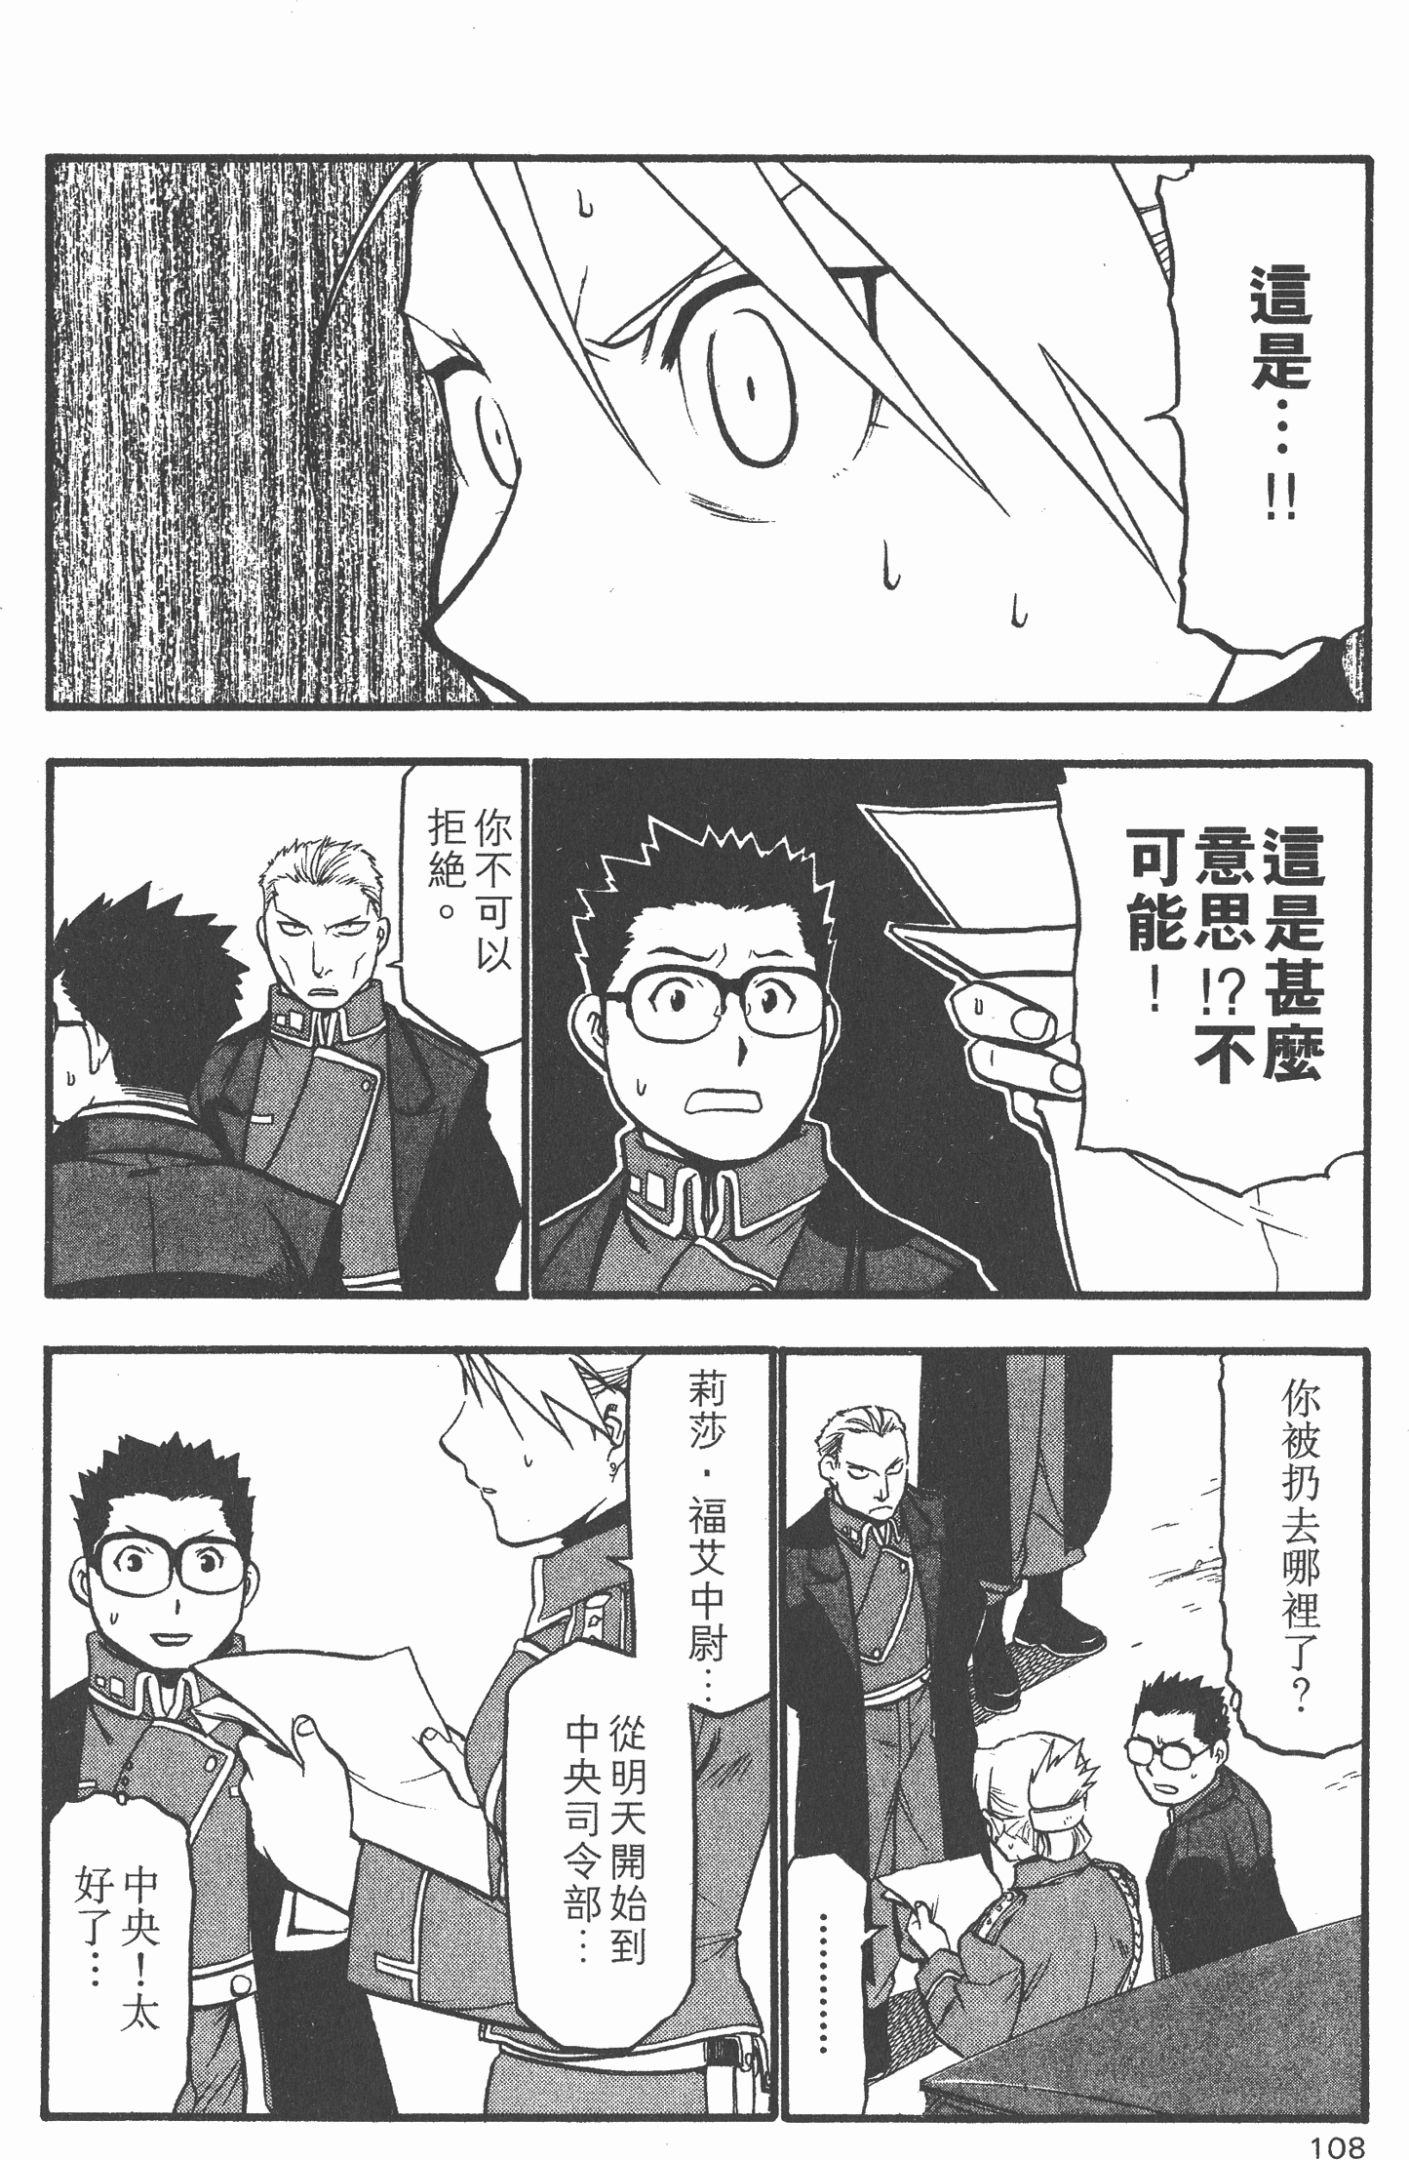 這是…!!
這是甚麼
意思!?不
可能!
你不可以
拒絕。
你被扔去哪裡了?
…………
莉莎·福艾中尉…
從明天開始到
中央司令部…
中央!太
好了…
108